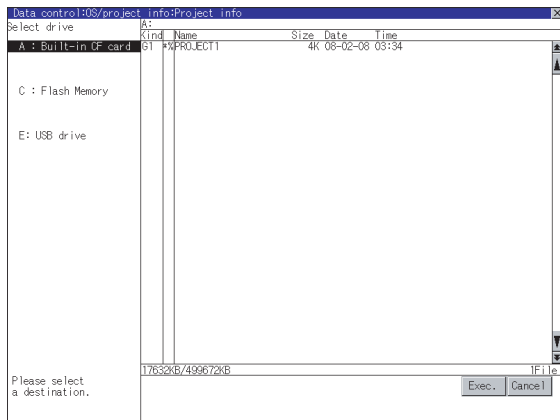 Data control:OS/project info:Project info
Select drive
A:
Kind Name Size Date Time
A : Built-in CF card
G1 *%PROJECT1 4K 08-02-08 03:34
C : Flash Memory
E: USB drive
17632KB/499672KB 1File
Please select
a destination.
Exec. Cancel